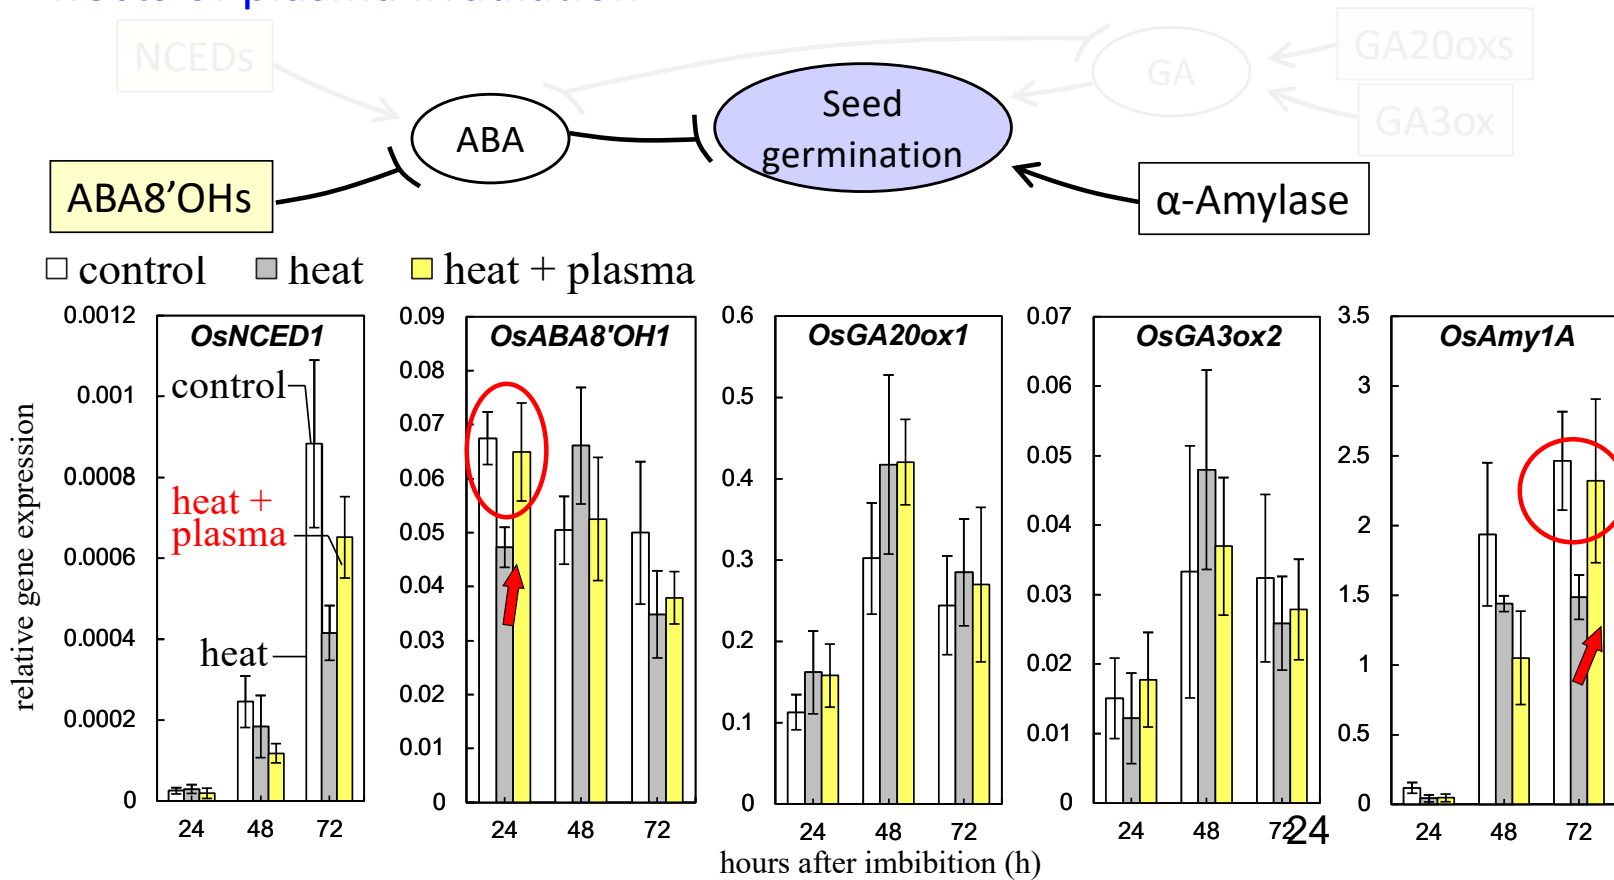 NCEDs
GA20oxs
GA
GA3ox
ABA
Seed
germination
ABA8’OHs
α-Amylase
control
heat
heat + plasma
relative gene expression
0.0012
0.001
0.0008
0.0006
0.0004
0.0002
0
OsNCED1
control
heat +
plasma
heat
24
48
72
0.09
0.08
0.07
0.06
0.05
0.04
0.03
0.02
0.01
0
OsABA8'OH1
24
48
72
0.6
0.5
0.4
0.3
0.2
0.1
0
OsGA20ox1
24
48
72
0.07
0.06
0.05
0.04
0.03
0.02
0.01
0
OsGA3ox2
24
48
72
3.5
3
2.5
2
1.5
1
0.5
0
OsAmy1A
24
48
72
hours after imbibition (h)
24